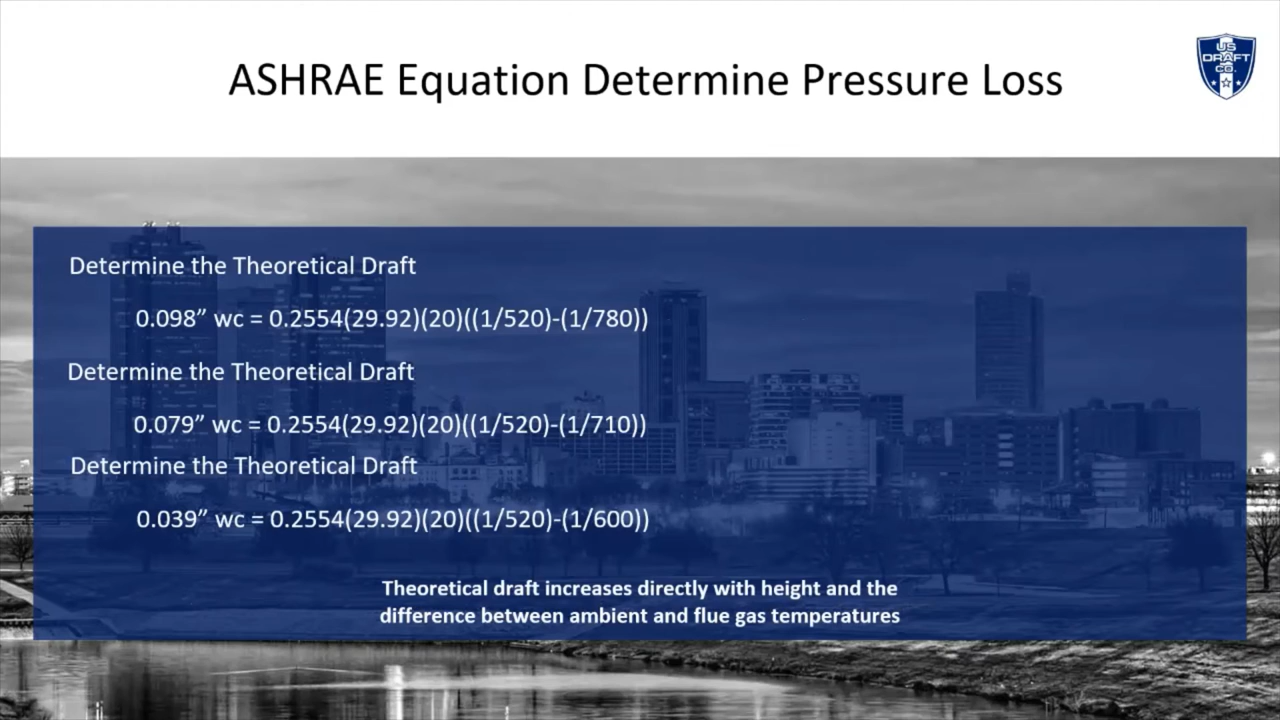 ASHRAE Equation Determine Pressure Loss
US
DRAFT
CO.
Determine the Theoretical Draft
0.098” wc = 0.2554(29.92)(20)((1/520)-(1/780))
Determine the Theoretical Draft
0.079” wc = 0.2554(29.92)(20)((1/520)-(1/710))
Determine the Theoretical Draft
0.039” wc = 0.2554(29.92)(20)((1/520)-(1/600))
Theoretical draft increases directly with height and the
difference between ambient and flue gas temperatures